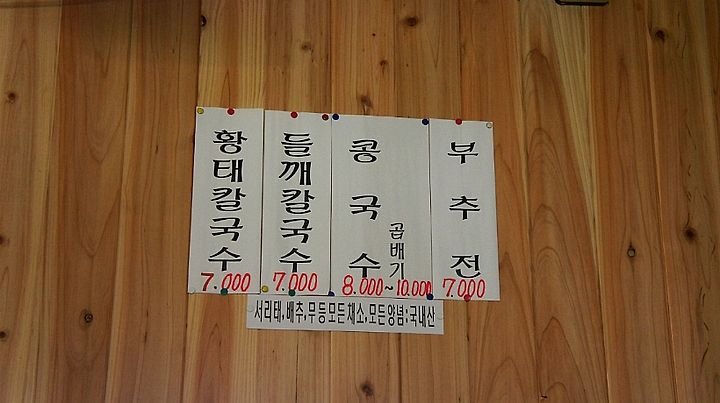 황태칼국수
7.000
들깨칼국수
7.000
콩국수
곱배기
8.000~10.000
부추전
7.000
서리태,배추,무등모든채소,모든양념:국내산